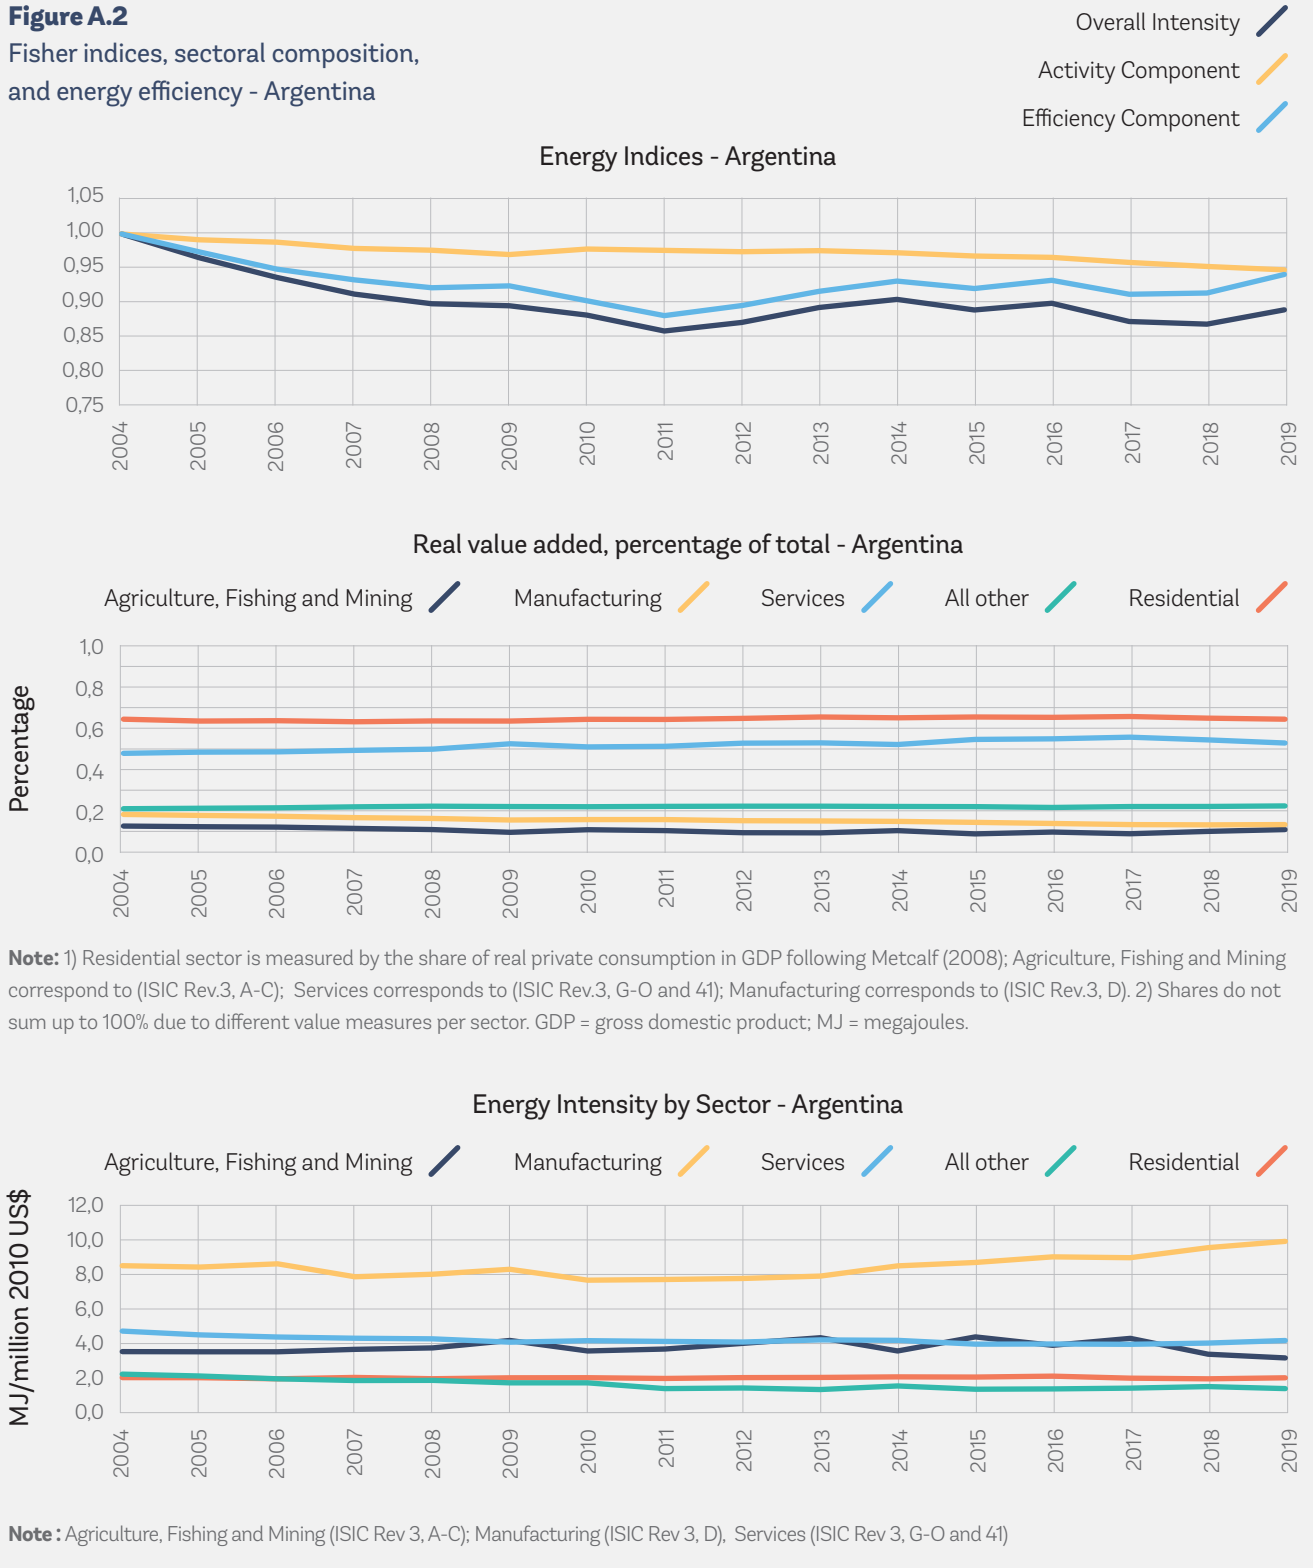 Figure A.2
Fisher indices, sectoral composition,
and energy efficiency - Argentina
Overall Intensity
Activity Component
Efficiency Component
Energy Indices - Argentina
1,05
1,00
0,95
0,90
0,85
0,80
0,75
2004 2005 2006 2007 2008 2009 2010 2011 2012 2013 2014 2015 2016 2017 2018 2019
Real value added, percentage of total - Argentina
Agriculture, Fishing and Mining Manufacturing Services All other Residential
Percentage
1,0
0,8
0,6
0,4
0,2
0,0
2004 2005 2006 2007 2008 2009 2010 2011 2012 2013 2014 2015 2016 2017 2018 2019
Note: 1) Residential sector is measured by the share of real private consumption in GDP following Metcalf (2008); Agriculture, Fishing and Mining
correspond to (ISIC Rev.3, A-C); Services corresponds to (ISIC Rev.3, G-O and 41); Manufacturing corresponds to (ISIC Rev.3, D). 2) Shares do not
sum up to 100% due to different value measures per sector. GDP = gross domestic product; MJ = megajoules.
Energy Intensity by Sector - Argentina
Agriculture, Fishing and Mining Manufacturing Services All other Residential
MJ/million 2010 US$
12,0
10,0
8,0
6,0
4,0
2,0
0,0
2004 2005 2006 2007 2008 2009 2010 2011 2012 2013 2014 2015 2016 2017 2018 2019
Note : Agriculture, Fishing and Mining (ISIC Rev 3, A-C); Manufacturing (ISIC Rev 3, D), Services (ISIC Rev 3, G-O and 41)